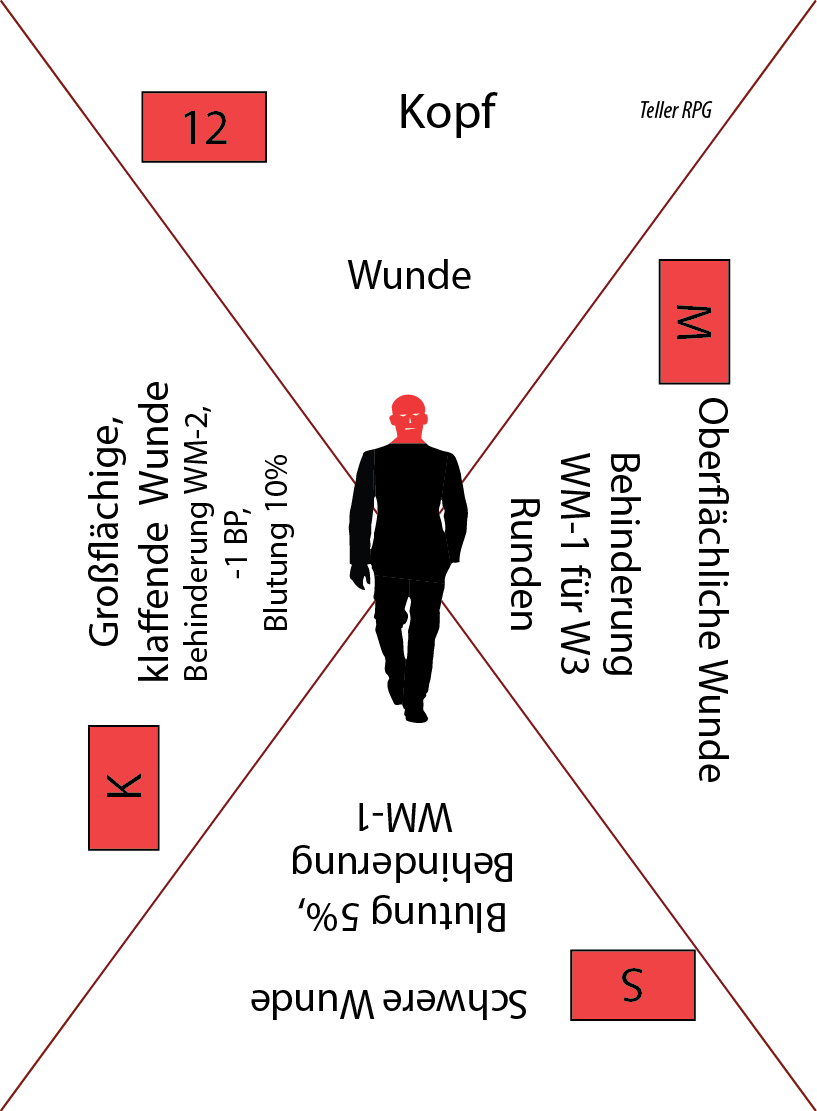 12
Kopf
Teller RPG
Wunde
M
Oberflächliche Wunde
Behinderung
WM-1 für W3
Runden
S
Schwere Wunde
Blutung 5%,
Behinderung
WM-1
K
Großflächige,
klaffende Wunde
Behinderung WM-2,
-1 BP,
Blutung 10%